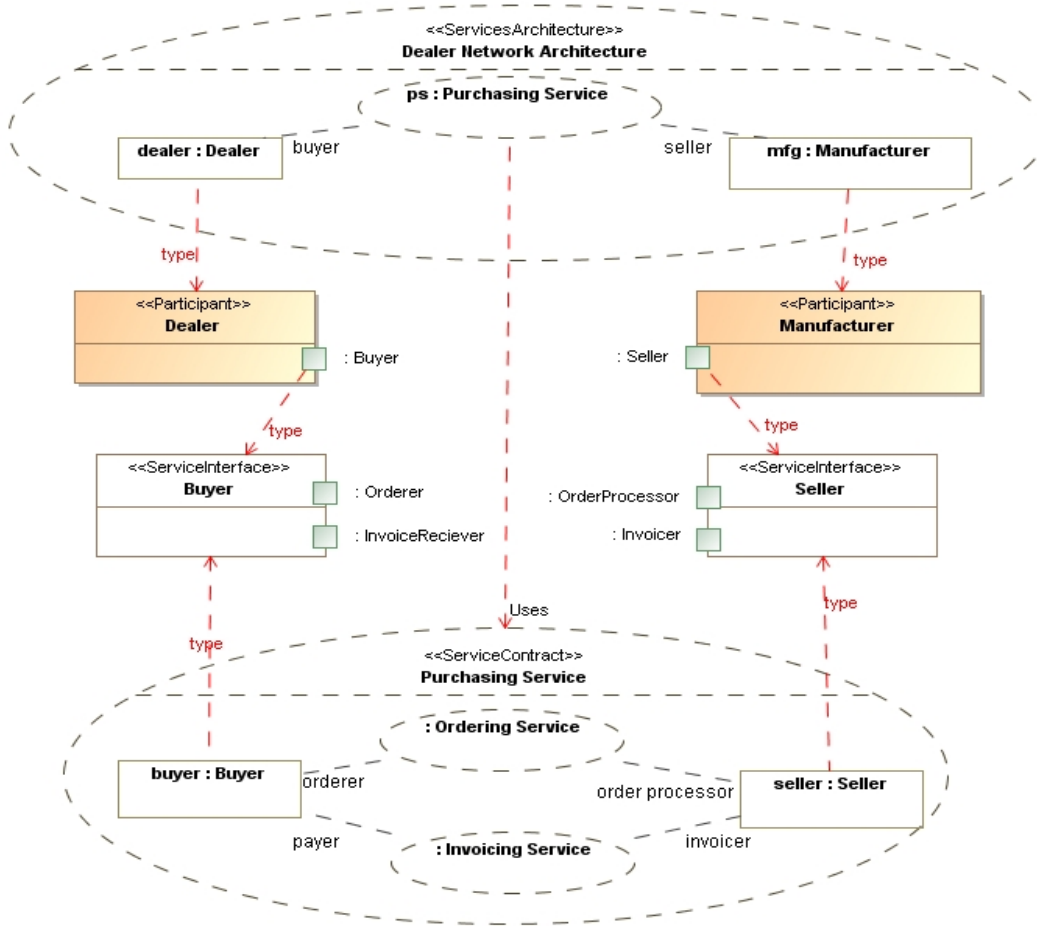 <<ServicesArchitecture>>
Dealer Network Architecture
ps : Purchasing Service
dealer : Dealer
buyer
seller
mfg : Manufacturer
type
type
<<Participant>>
Dealer
<<Participant>>
Manufacturer
: Buyer
: Seller
type
type
<<ServiceInterface>>
Buyer
<<ServiceInterface>>
Seller
: Orderer
: OrderProcessor
: InvoiceReciever
: Invoicer
Uses
type
type
<<ServiceContract>>
Purchasing Service
: Ordering Service
buyer : Buyer
orderer
order processor
seller : Seller
payer
: Invoicing Service
invoicer